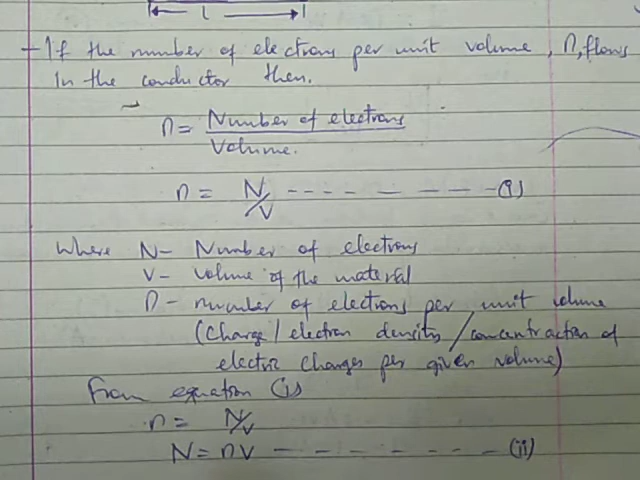 L
- If the number of electrons per unit volume, n, flows
in the conductor then.
n = Number of electrons
Volume.
n = N/V - - - - - - - - (i)
Where N - Number of electrons
V - Volume of the material
n - number of electrons per unit volume
(Charge / electron density / concentration of
electric charges per given volume)
from equation (i)
n = N/V
N = nV - - - - - - - - (ii)